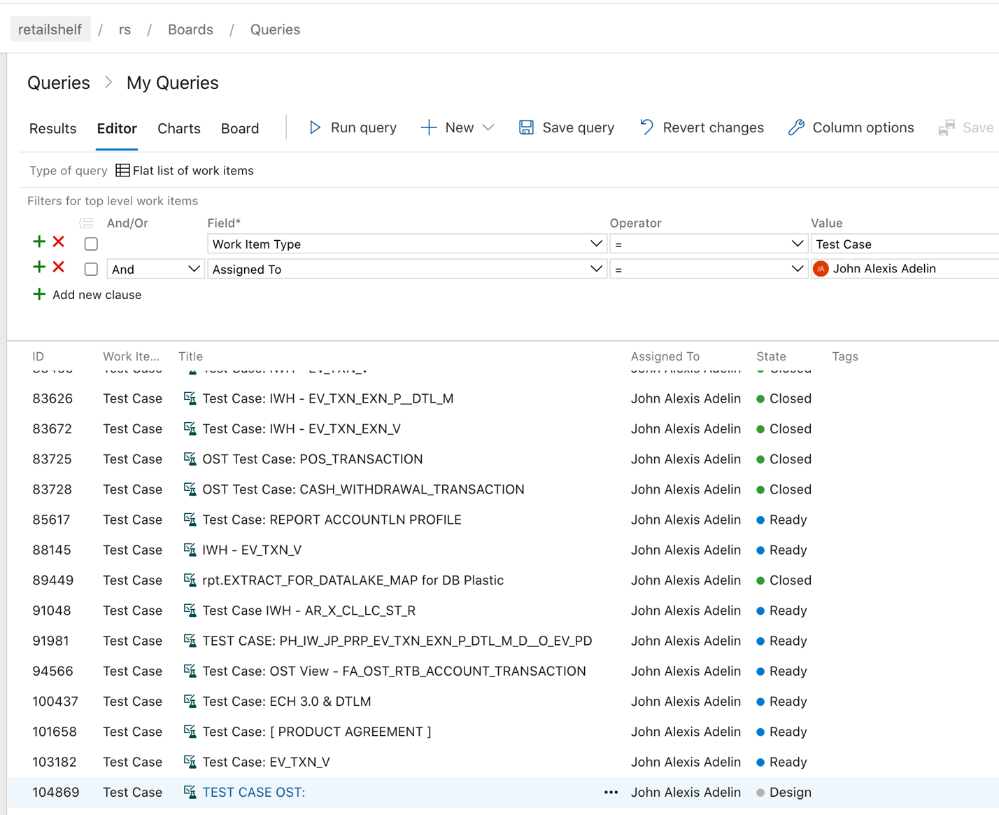 retailshelf / rs / Boards / Queries
Queries > My Queries
Results Editor Charts Board Run query New Save query Revert changes Column options Save
Type of query Flat list of work items
Filters for top level work items
And/Or Field* Operator Value
Work Item Type = Test Case
And Assigned To = JA John Alexis Adelin
Add new clause
ID Work Ite... Title Assigned To State Tags
83626 Test Case Test Case: IWH - EV_TXN_EXN_P__DTL_M John Alexis Adelin Closed
83672 Test Case Test Case: IWH - EV_TXN_EXN_V John Alexis Adelin Closed
83725 Test Case OST Test Case: POS_TRANSACTION John Alexis Adelin Closed
83728 Test Case OST Test Case: CASH_WITHDRAWAL_TRANSACTION John Alexis Adelin Closed
85617 Test Case Test Case: REPORT ACCOUNTLN PROFILE John Alexis Adelin Ready
88145 Test Case IWH - EV_TXN_V John Alexis Adelin Ready
89449 Test Case rpt.EXTRACT_FOR_DATALAKE_MAP for DB Plastic John Alexis Adelin Closed
91048 Test Case Test Case IWH - AR_X_CL_LC_ST_R John Alexis Adelin Ready
91981 Test Case TEST CASE: PH_IW_JP_PRP_EV_TXN_EXN_P_DTL_M_D__O_EV_PD John Alexis Adelin Ready
94566 Test Case Test Case: OST View - FA_OST_RTB_ACCOUNT_TRANSACTION John Alexis Adelin Ready
100437 Test Case Test Case: ECH 3.0 & DTLM John Alexis Adelin Ready
101658 Test Case Test Case: [ PRODUCT AGREEMENT ] John Alexis Adelin Ready
103182 Test Case Test Case: EV_TXN_V John Alexis Adelin Ready
104869 Test Case TEST CASE OST: ... John Alexis Adelin Design